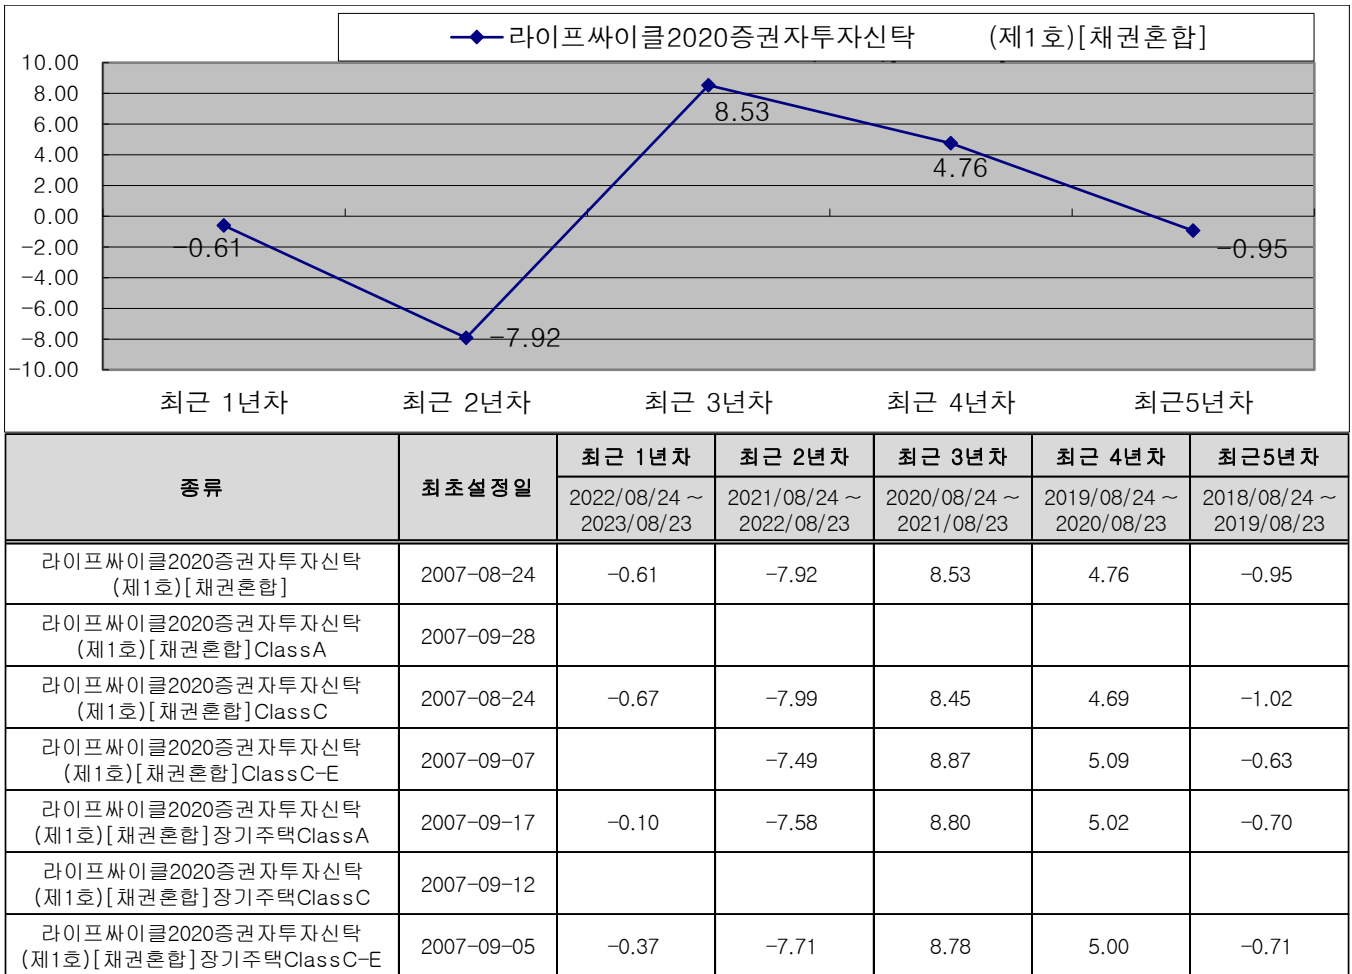 라이프싸이클2020증권자투자신탁 (제1호)[채권혼합]
10.00
8.00
6.00
4.00
2.00
0.00
-2.00
-4.00
-6.00
-8.00
-10.00
-0.61
-7.92
8.53
4.76
-0.95
최근 1년차 최근 2년차 최근 3년차 최근 4년차 최근5년차
종류 최초설정일 최근 1년차 최근 2년차 최근 3년차 최근 4년차 최근5년차
2022/08/24 ~ 2021/08/24 ~ 2020/08/24 ~ 2019/08/24 ~ 2018/08/24 ~
2023/08/23 2022/08/23 2021/08/23 2020/08/23 2019/08/23
라이프싸이클2020증권자투자신탁
(제1호)[채권혼합] 2007-08-24 -0.61 -7.92 8.53 4.76 -0.95
라이프싸이클2020증권자투자신탁
(제1호)[채권혼합]ClassA 2007-09-28
라이프싸이클2020증권자투자신탁
(제1호)[채권혼합]ClassC 2007-08-24 -0.67 -7.99 8.45 4.69 -1.02
라이프싸이클2020증권자투자신탁
(제1호)[채권혼합]ClassC-E 2007-09-07 -7.49 8.87 5.09 -0.63
라이프싸이클2020증권자투자신탁
(제1호)[채권혼합]장기주택ClassA 2007-09-17 -0.10 -7.58 8.80 5.02 -0.70
라이프싸이클2020증권자투자신탁
(제1호)[채권혼합]장기주택ClassC 2007-09-12
라이프싸이클2020증권자투자신탁
(제1호)[채권혼합]장기주택ClassC-E 2007-09-05 -0.37 -7.71 8.78 5.00 -0.71